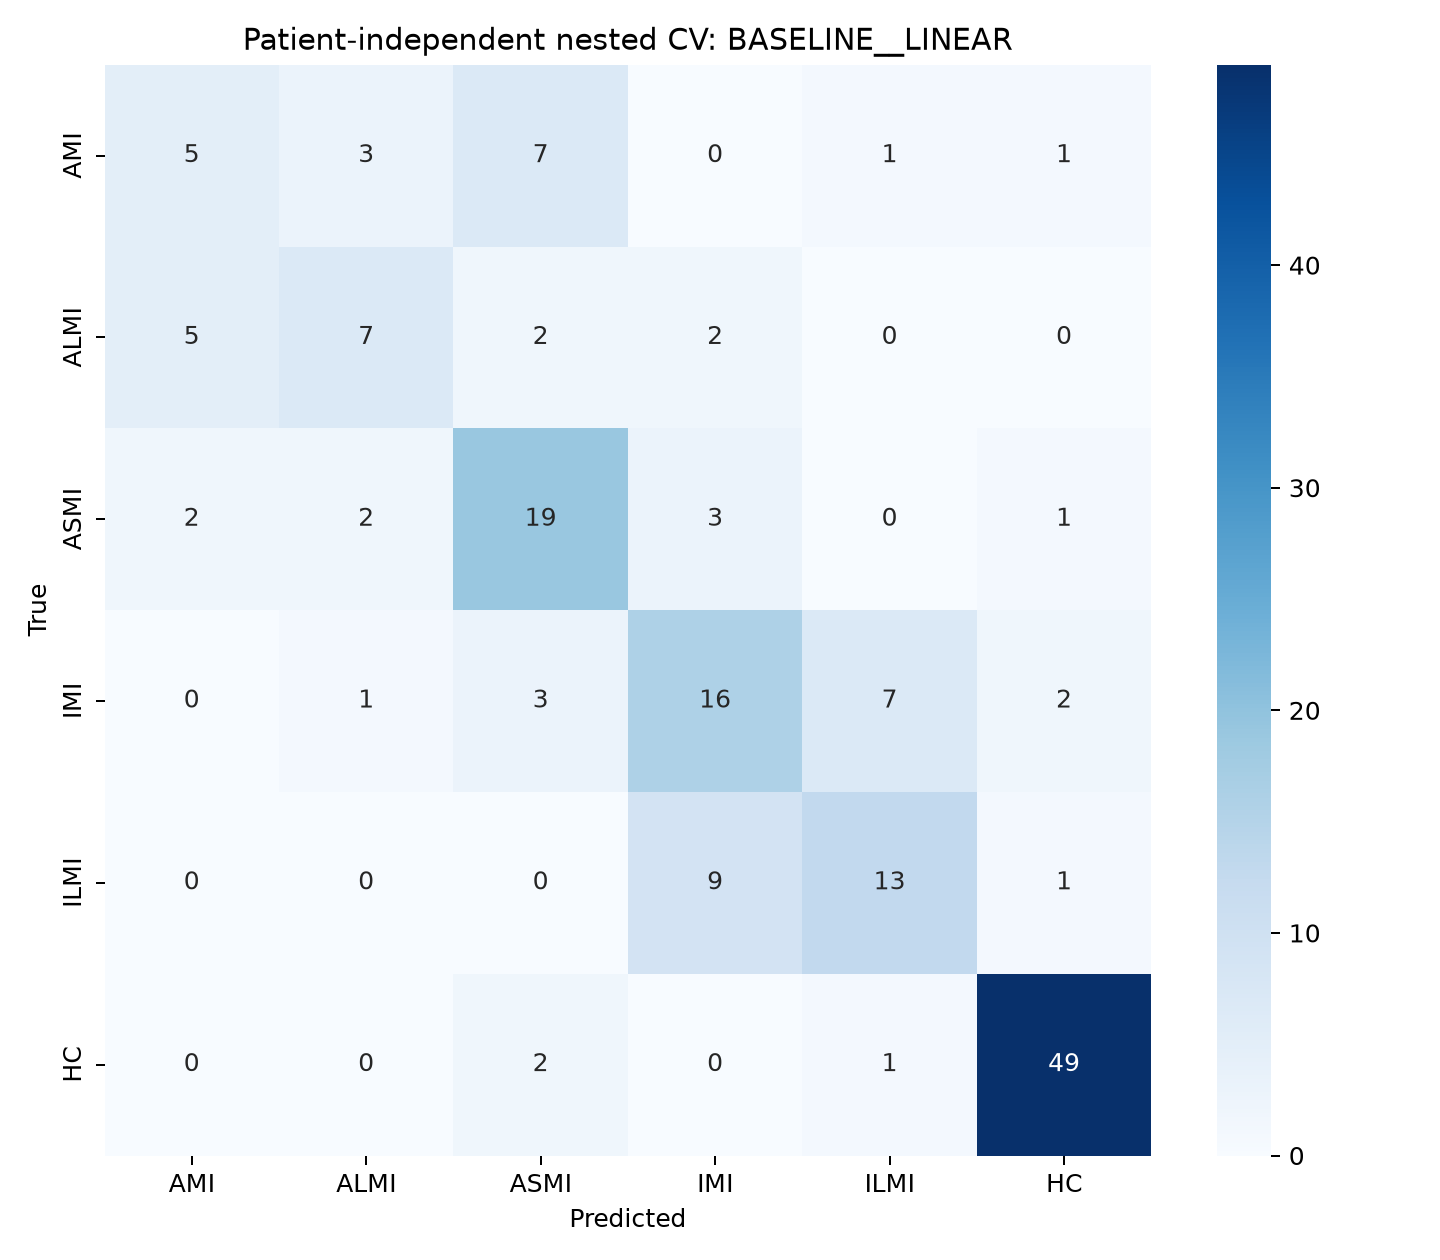 Patient-independent nested CV: BASELINE__LINEAR
AMI 5 3 7 0 1 1
ALMI 5 7 2 2 0 0
ASMI 2 2 19 3 0 1
IMI 0 1 3 16 7 2
ILMI 0 0 0 9 13 1
HC 0 0 2 0 1 49
True
AMI ALMI ASMI IMI ILMI HC
Predicted
40
30
20
10
0